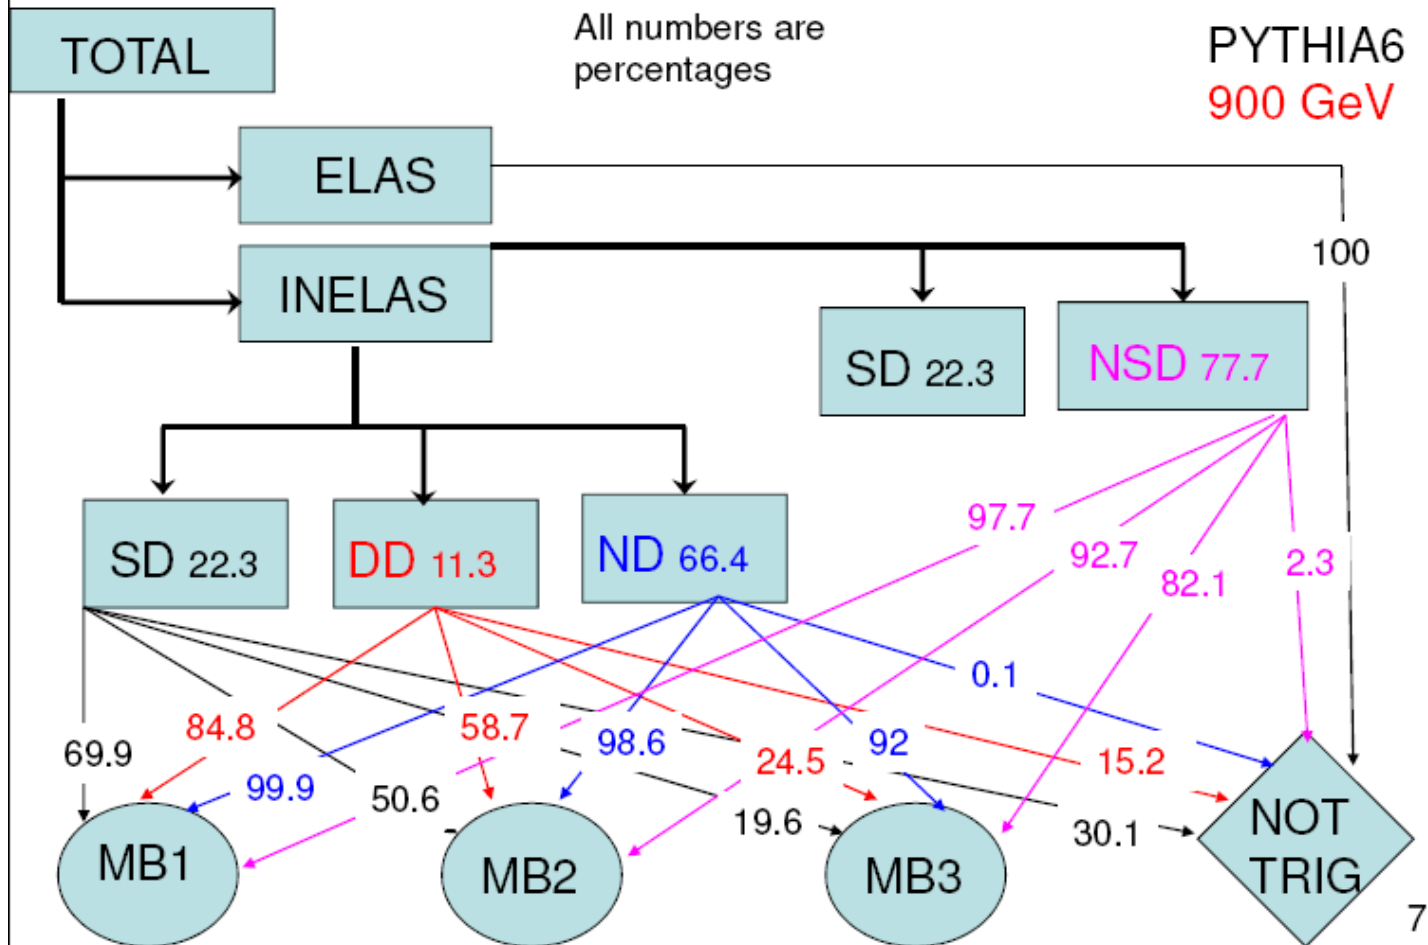 TOTAL
All numbers are
percentages
PYTHIA6
900 GeV
ELAS
100
INELAS
SD 22.3
NSD 77.7
SD 22.3
DD 11.3
ND 66.4
97.7
92.7
82.1
2.3
0.1
69.9
84.8
58.7
98.6
92
24.5
15.2
99.9
50.6
19.6
30.1
MB1
MB2
MB3
NOT
TRIG
7